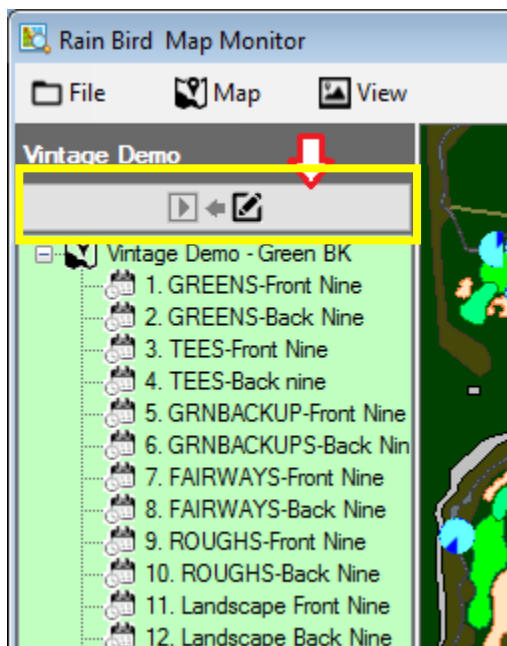 Rain Bird Map Monitor
File Map View
Vintage Demo
Vintage Demo - Green BK
1. GREENS-Front Nine
2. GREENS-Back Nine
3. TEES-Front Nine
4. TEES-Back nine
5. GRNBACKUP-Front Nine
6. GRNBACKUPS-Back Nin
7. FAIRWAYS-Front Nine
8. FAIRWAYS-Back Nine
9. ROUGHS-Front Nine
10. ROUGHS-Back Nine
11. Landscape Front Nine
12. Landscape Back Nine